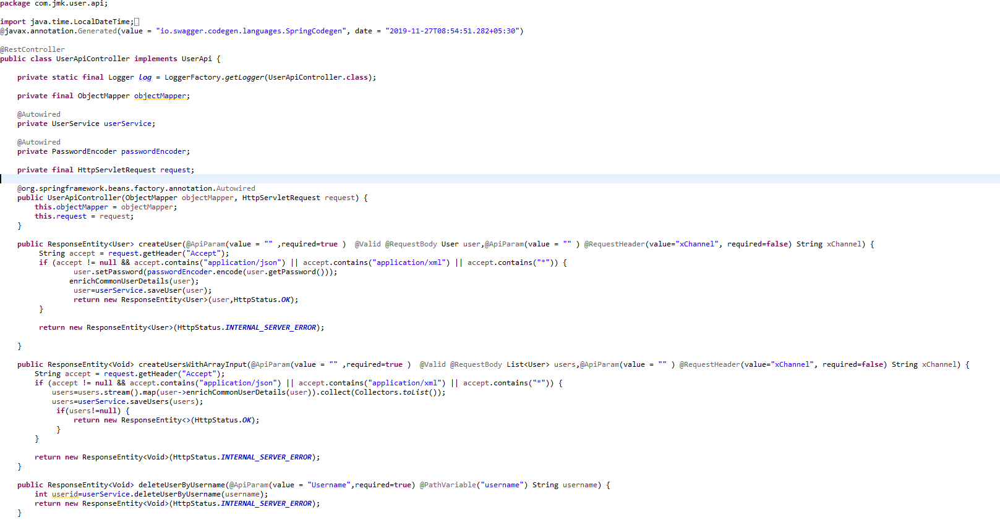 package com.jmk.user.api;
import java.time.LocalDateTime;
@javax.annotation.Generated(value = "io.swagger.codegen.languages.SpringCodegen", date = "2019-11-27T08:54:51.282+05:30")
@RestController
public class UserApiController implements UserApi {
private static final Logger log = LoggerFactory.getLogger(UserApiController.class);
private final ObjectMapper objectMapper;
@Autowired
private UserService userService;
@Autowired
private PasswordEncoder passwordEncoder;
private final HttpServletRequest request;
@org.springframework.beans.factory.annotation.Autowired
public UserApiController(ObjectMapper objectMapper, HttpServletRequest request) {
this.objectMapper = objectMapper;
this.request = request;
}
public ResponseEntity<User> createUser(@ApiParam(value = "" ,required=true )  @Valid @RequestBody User user,@ApiParam(value = "" ) @RequestHeader(value="xChannel", required=false) String xChannel) {
String accept = request.getHeader("Accept");
if (accept != null && accept.contains("application/json") || accept.contains("application/xml") || accept.contains("*")) {
user.setPassword(passwordEncoder.encode(user.getPassword()));
enrichCommonUserDetails(user);
user=userService.saveUser(user);
return new ResponseEntity<User>(user,HttpStatus.OK);
}
return new ResponseEntity<User>(HttpStatus.INTERNAL_SERVER_ERROR);
}
public ResponseEntity<Void> createUsersWithArrayInput(@ApiParam(value = "" ,required=true )  @Valid @RequestBody List<User> users,@ApiParam(value = "" ) @RequestHeader(value="xChannel", required=false) String xChannel) {
String accept = request.getHeader("Accept");
if (accept != null && accept.contains("application/json") || accept.contains("application/xml") || accept.contains("*")) {
users=users.stream().map(user->enrichCommonUserDetails(user)).collect(Collectors.toList());
users=userService.saveUsers(users);
if(users!=null) {
return new ResponseEntity<>(HttpStatus.OK);
}
}
return new ResponseEntity<Void>(HttpStatus.INTERNAL_SERVER_ERROR);
}
public ResponseEntity<Void> deleteUserByUsername(@ApiParam(value = "Username",required=true) @PathVariable("username") String username) {
int userid=userService.deleteUserByUsername(username);
return new ResponseEntity<Void>(HttpStatus.INTERNAL_SERVER_ERROR);
}